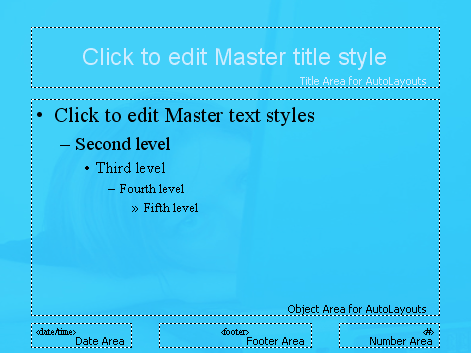 Click to edit Master title style
Title Area for AutoLayouts
• Click to edit Master text styles
– Second level
• Third level
– Fourth level
» Fifth level
Object Area for AutoLayouts
<date/time>
Date Area
<footer>
Footer Area
<#>
Number Area